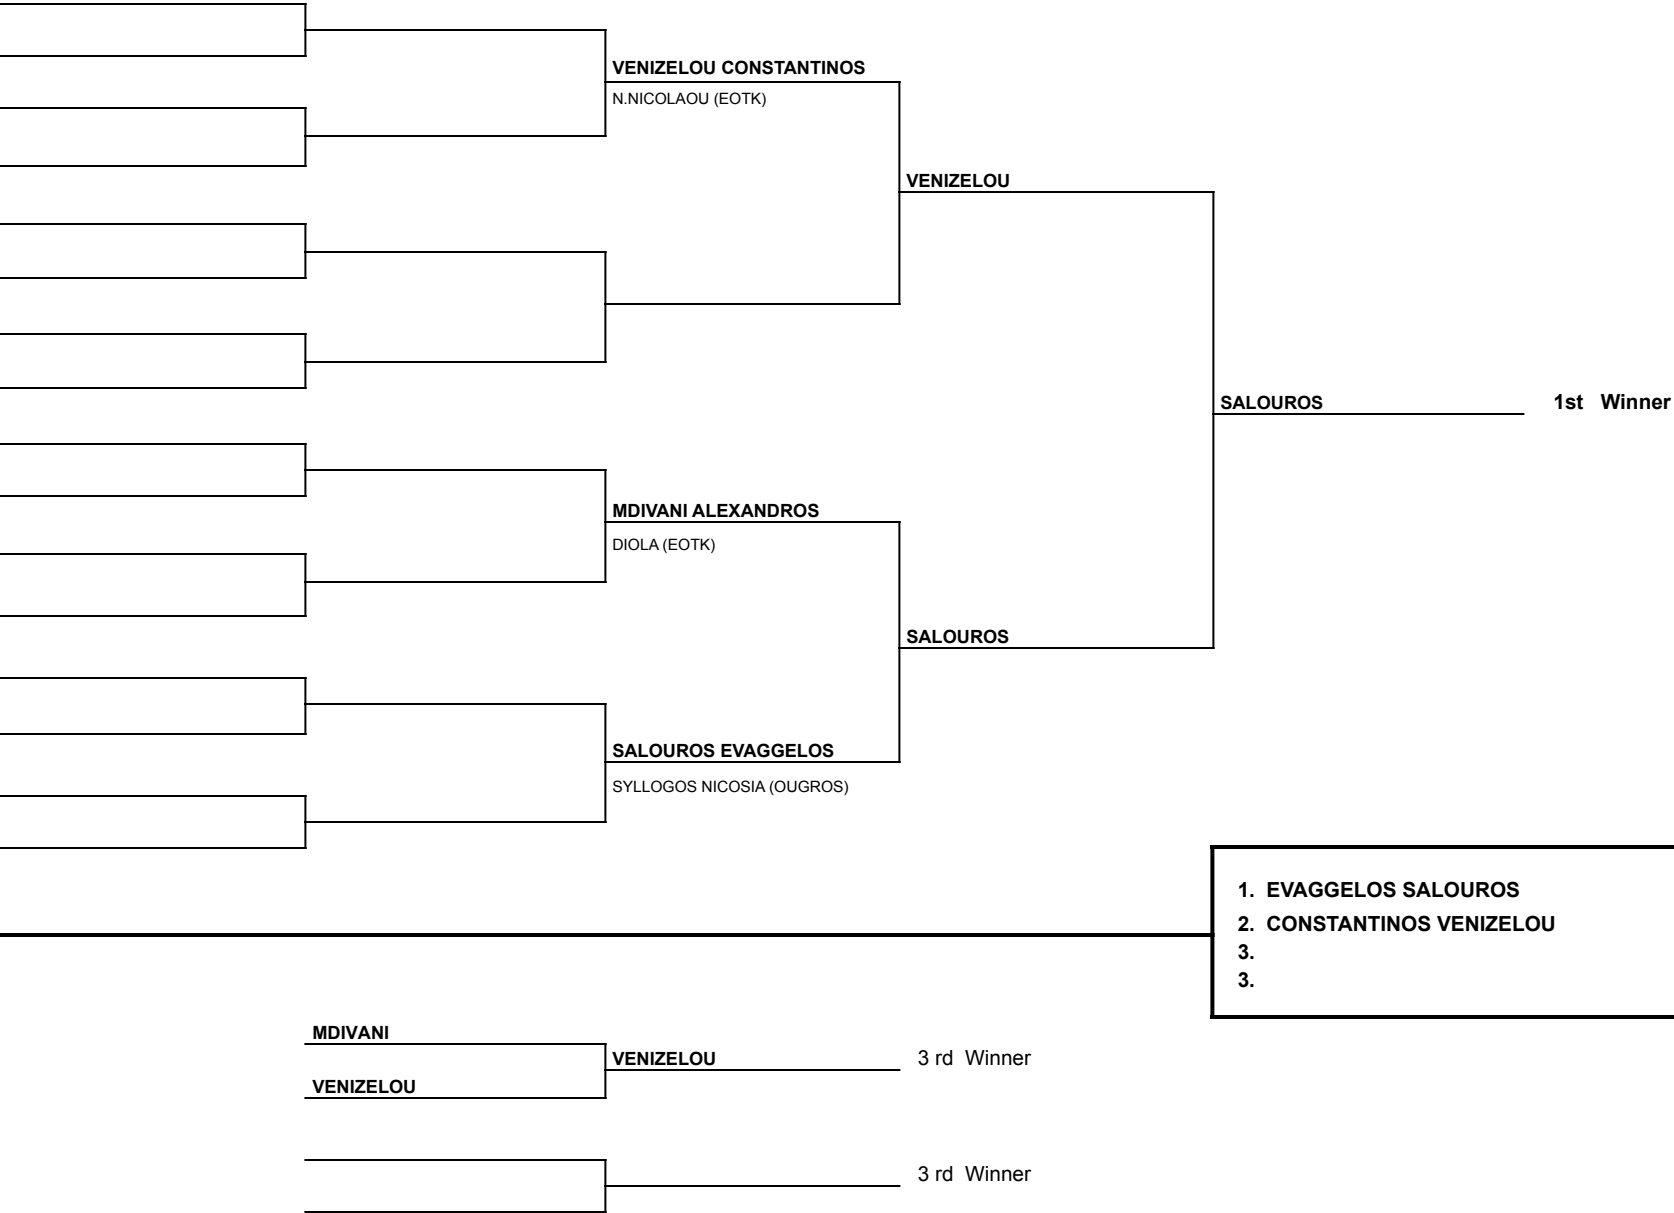 VENIZELOU CONSTANTINOS
N.NICOLAOU (EOTK)
VENIZELOU
SALOUROS
1st Winner
MDIVANI ALEXANDROS
DIOLA (EOTK)
SALOUROS
SALOUROS EVAGGELOS
SYLLOGOS NICOSIA (OUGROS)
1. EVAGGELOS SALOUROS
2. CONSTANTINOS VENIZELOU
3.
3.
MDIVANI
VENIZELOU
VENIZELOU
3 rd Winner
3 rd Winner